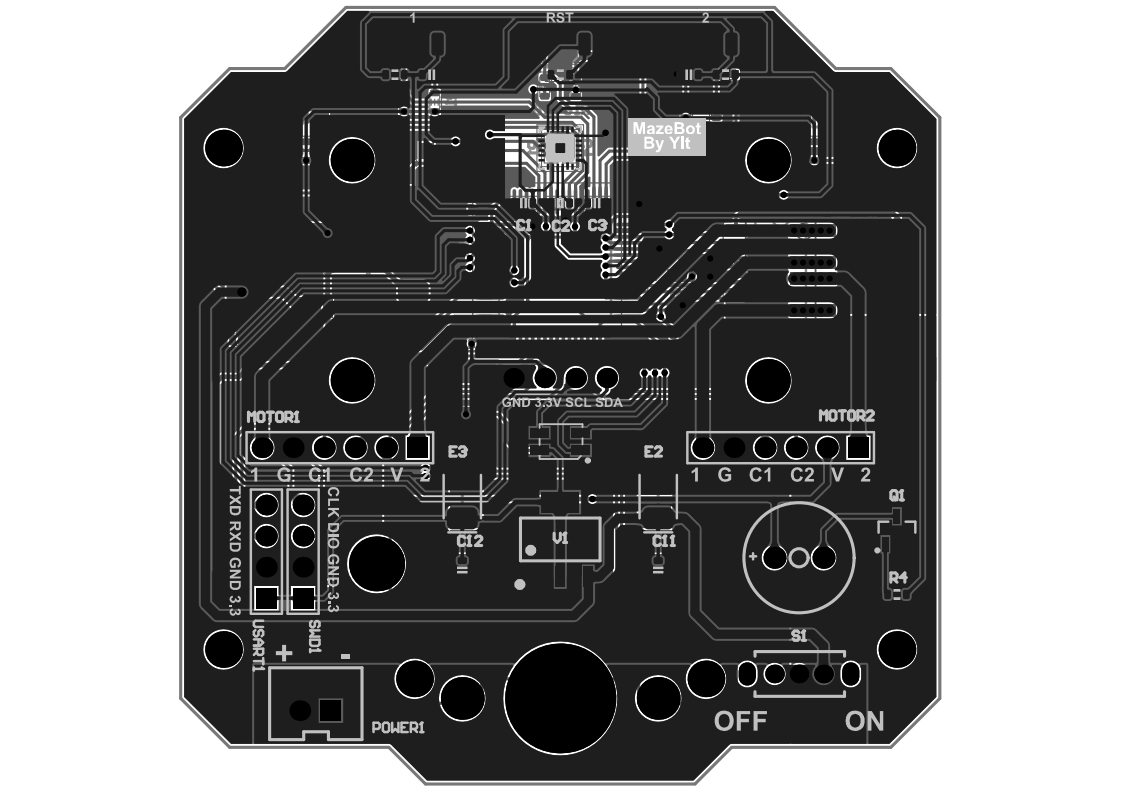 1 RST 2
MazeBot
By Ylt
C1 C2 C3
GND 3.3V SCL SDA
MOTOR1
MOTOR2
E3 E2
1 G C1 C2 V 2
1 G C1 C2 V 2
TXD RXD GND 3.3
CLK DIO GND 3.3
Q1
U1
C12
C11
+
R4
USART1
SWD1
S1
+ -
POWER1
OFF ON